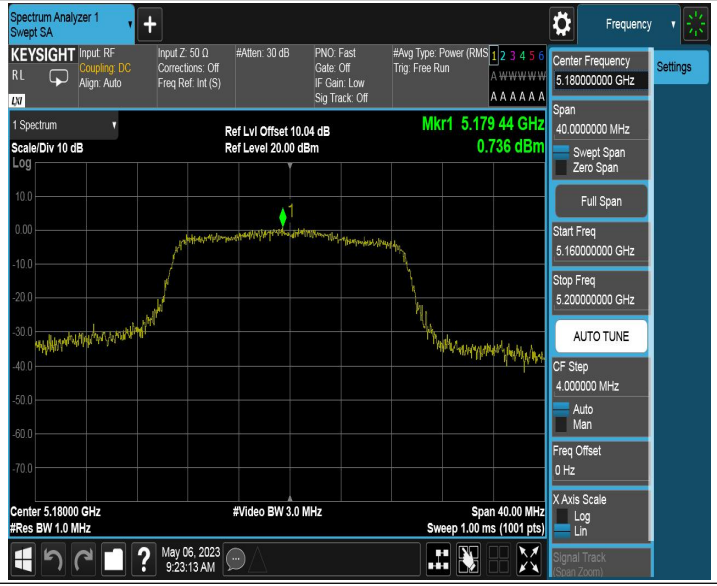 Spectrum Analyzer 1
Swept SA
Frequency
KEYSIGHT
Input: RF
Input Z: 50 Ω
#Atten: 30 dB
PNO: Fast
#Avg Type: Power (RMS
1 2 3 4 5 6
RL
Coupling: DC
Corrections: Off
Gate: Off
Trig: Free Run
Align: Auto
Freq Ref: Int (S)
IF Gain: Low
A W W W W W
Sig Track: Off
A A A A A A
LXI
Center Frequency
5.180000000 GHz
Settings
1 Spectrum
Ref Lvl Offset 10.04 dB
Mkr1 5.179 44 GHz
Scale/Div 10 dB
Ref Level 20.00 dBm
0.736 dBm
Log
10.0
0.00
-10.0
-20.0
-30.0
-40.0
-50.0
-60.0
-70.0
1
Span
40.0000000 MHz
Swept Span
Zero Span
Full Span
Start Freq
5.160000000 GHz
Stop Freq
5.200000000 GHz
AUTO TUNE
CF Step
4.000000 MHz
Auto
Man
Freq Offset
0 Hz
X Axis Scale
Log
Lin
Signal Track
(Span Zoom)
Center 5.18000 GHz
#Video BW 3.0 MHz
Span 40.00 MHz
#Res BW 1.0 MHz
Sweep 1.00 ms (1001 pts)
?
May 06, 2023
9:23:13 AM